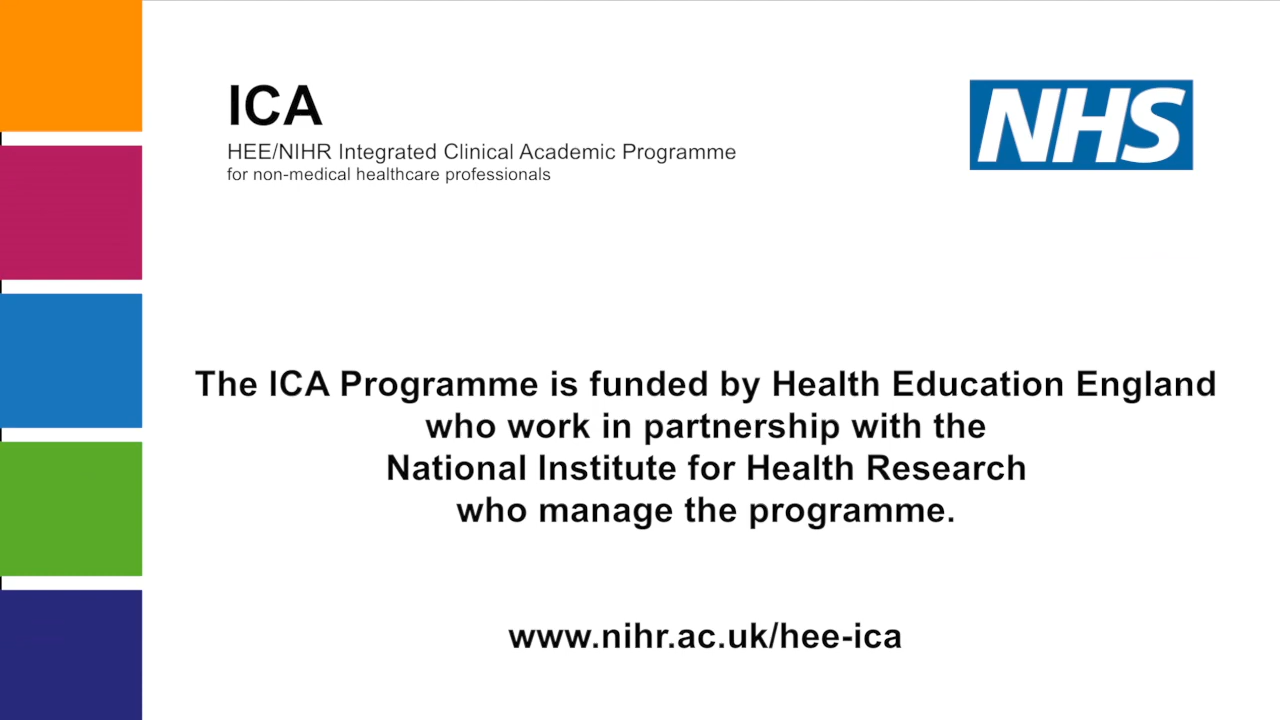 ICA
HEE/NIHR Integrated Clinical Academic Programme
for non-medical healthcare professionals
NHS
The ICA Programme is funded by Health Education England
who work in partnership with the
National Institute for Health Research
who manage the programme.
www.nihr.ac.uk/hee-ica